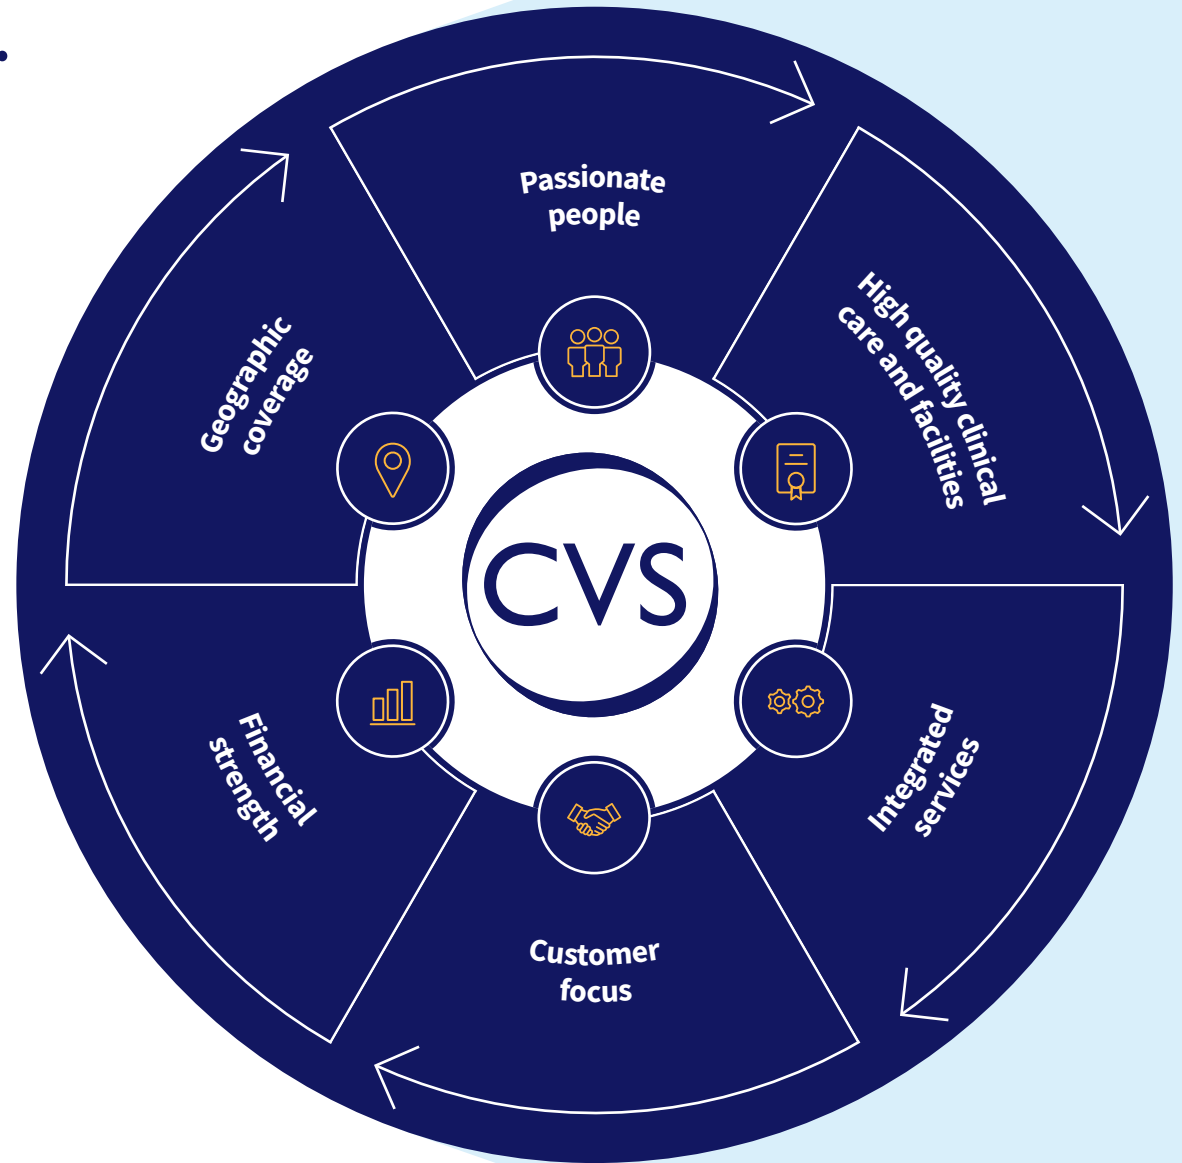 Passionate
people
High quality clinical
care and facilities
Integrated
services
Customer
focus
Financial
strength
Geographic
coverage
CVS